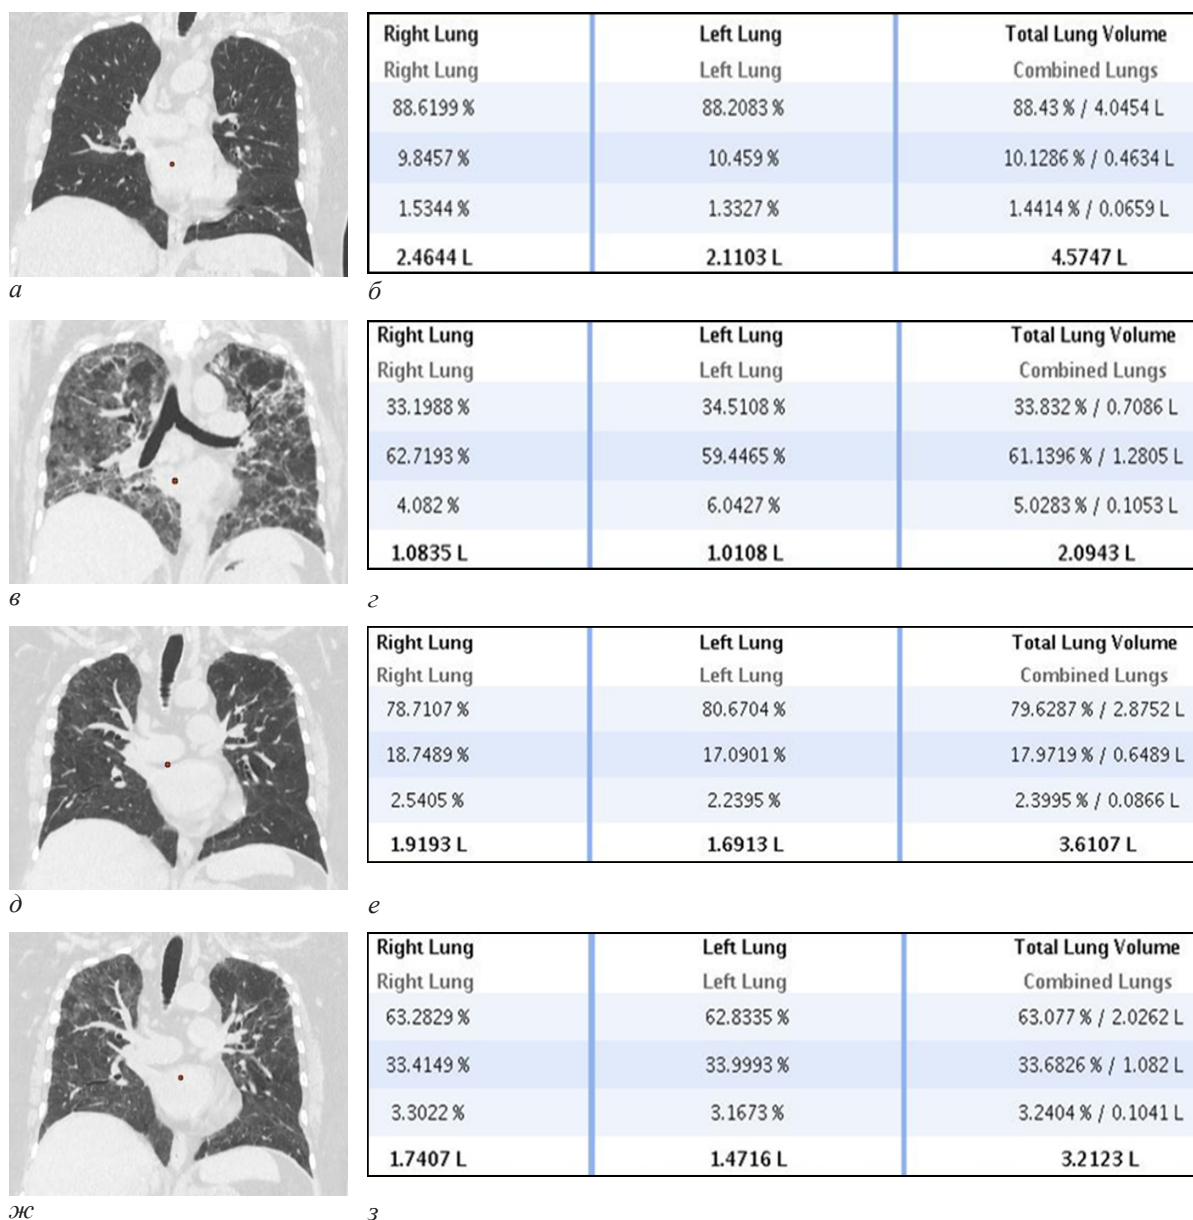 Right Lung Left Lung Total Lung Volume
Right Lung Left Lung Combined Lungs
88.6199 % 88.2083 % 88.43 % / 4.0454 L
9.8457 % 10.459 % 10.1286 % / 0.4634 L
1.5344 % 1.3327 % 1.4414 % / 0.0659 L
2.4644 L 2.1103 L 4.5747 L
а б
Right Lung Left Lung Total Lung Volume
Right Lung Left Lung Combined Lungs
33.1988 % 34.5108 % 33.832 % / 0.7086 L
62.7193 % 59.4465 % 61.1396 % / 1.2805 L
4.082 % 6.0427 % 5.0283 % / 0.1053 L
1.0835 L 1.0108 L 2.0943 L
в г
Right Lung Left Lung Total Lung Volume
Right Lung Left Lung Combined Lungs
78.7107 % 80.6704 % 79.6287 % / 2.8752 L
18.7489 % 17.0901 % 17.9719 % / 0.6489 L
2.5405 % 2.2395 % 2.3995 % / 0.0866 L
1.9193 L 1.6913 L 3.6107 L
д е
Right Lung Left Lung Total Lung Volume
Right Lung Left Lung Combined Lungs
63.2829 % 62.8335 % 63.077 % / 2.0262 L
33.4149 % 33.9993 % 33.6826 % / 1.082 L
3.3022 % 3.1673 % 3.2404 % / 0.1041 L
1.7407 L 1.4716 L 3.2123 L
ж з